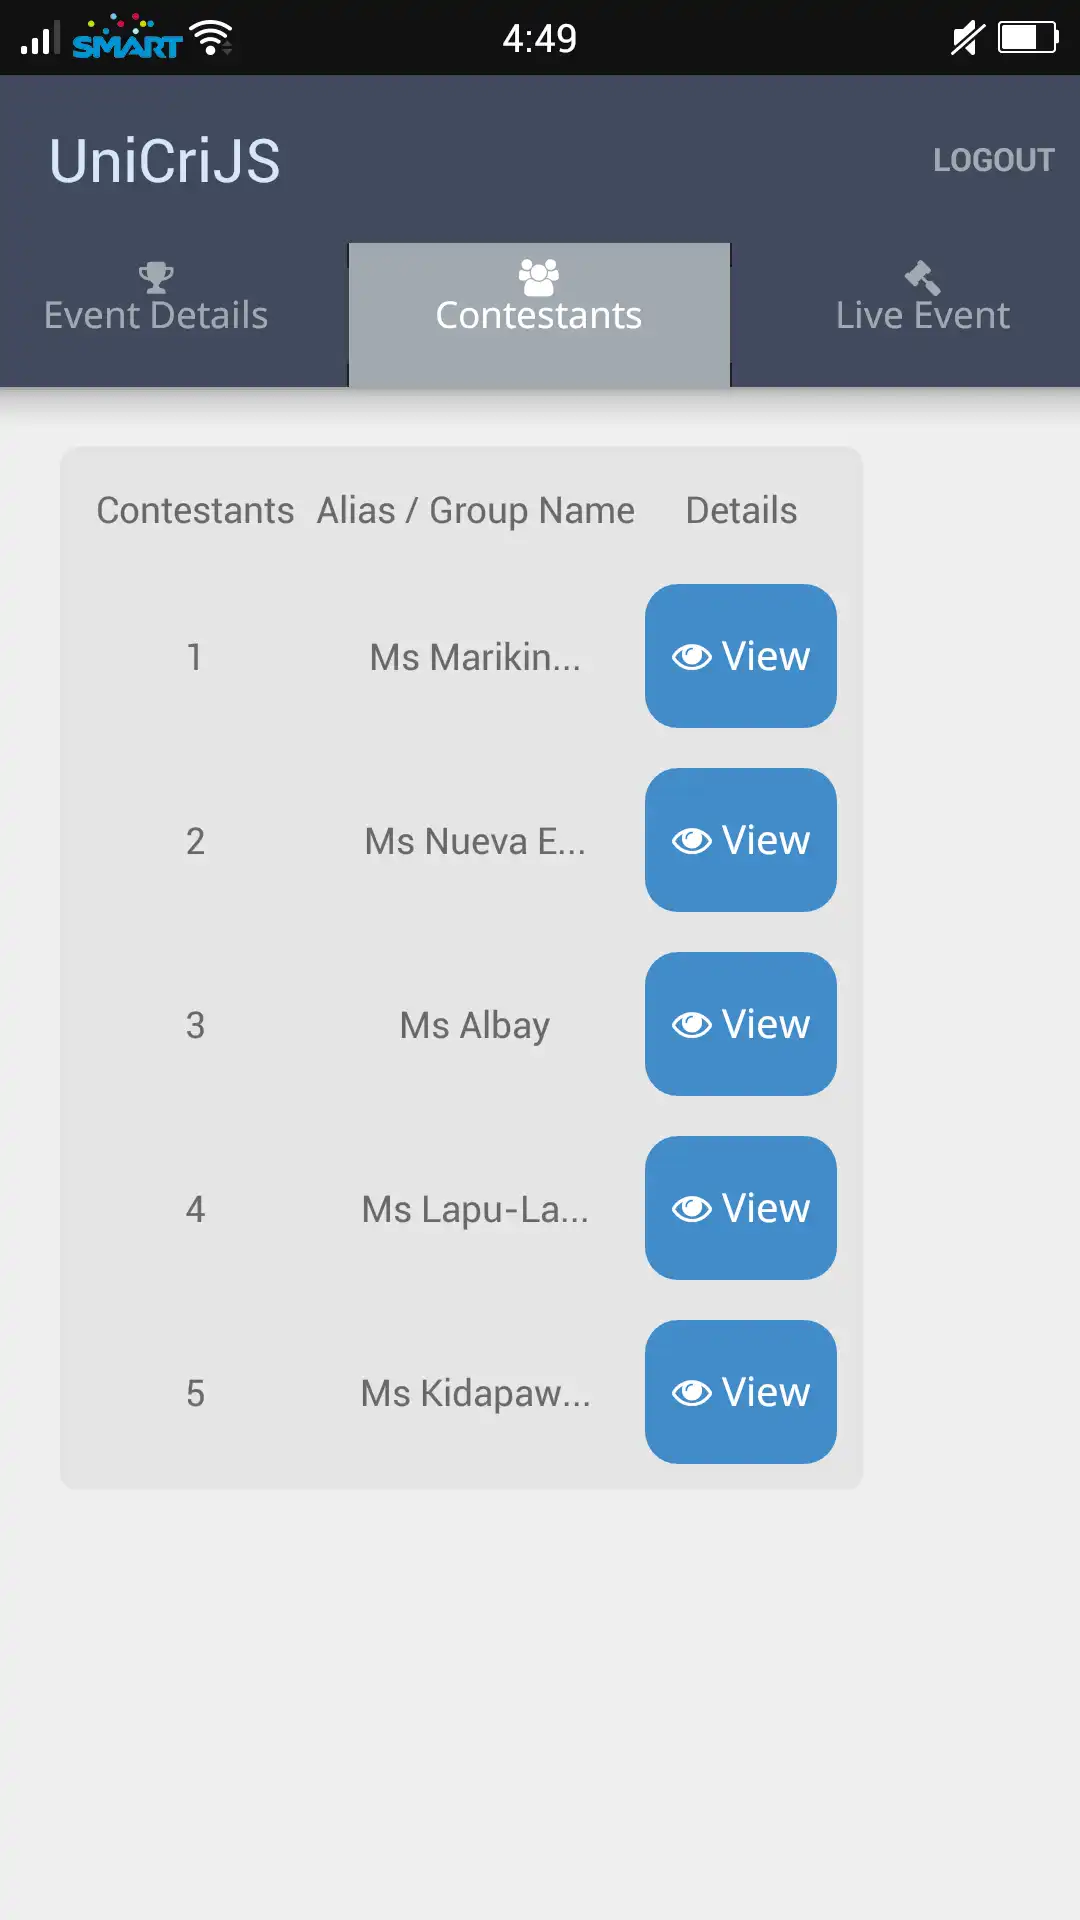 SMART 4:49
UniCriJS LOGOUT
Event Details Contestants Live Event
Contestants Alias / Group Name Details
1 Ms Marikin... View
2 Ms Nueva E... View
3 Ms Albay View
4 Ms Lapu-La... View
5 Ms Kidapaw... View